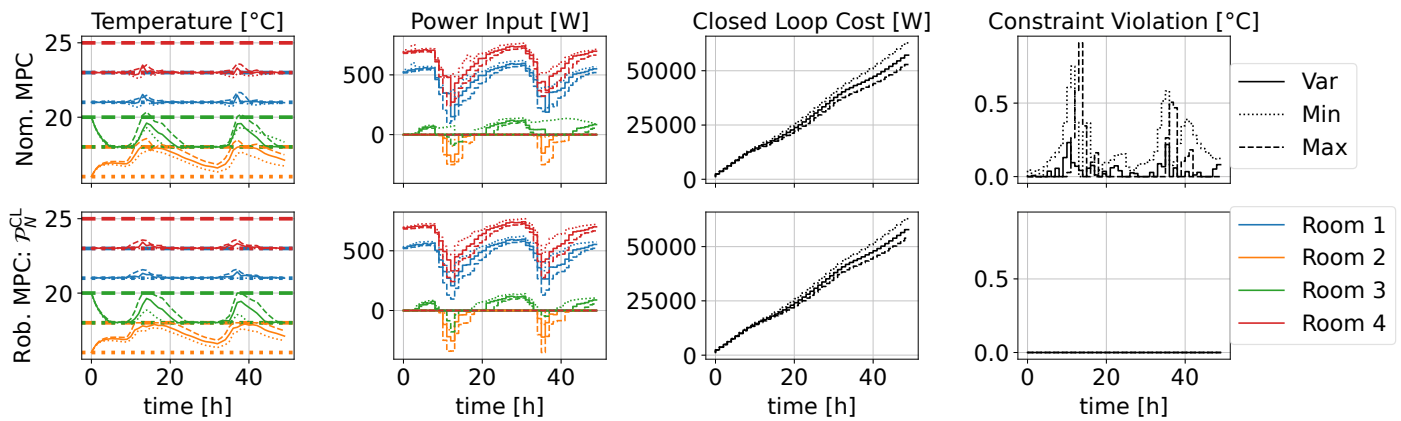 Temperature [°C]
Power Input [W]
Closed Loop Cost [W]
Constraint Violation [°C]
Nom. MPC
25
20
500
0
50000
25000
0
0.5
0.0
Var
Min
Max
Rob. MPC: 𝒫_N^CL
25
20
500
0
50000
25000
0
0.5
0.0
Room 1
Room 2
Room 3
Room 4
0 20 40
0 20 40
0 20 40
0 20 40
time [h]
time [h]
time [h]
time [h]